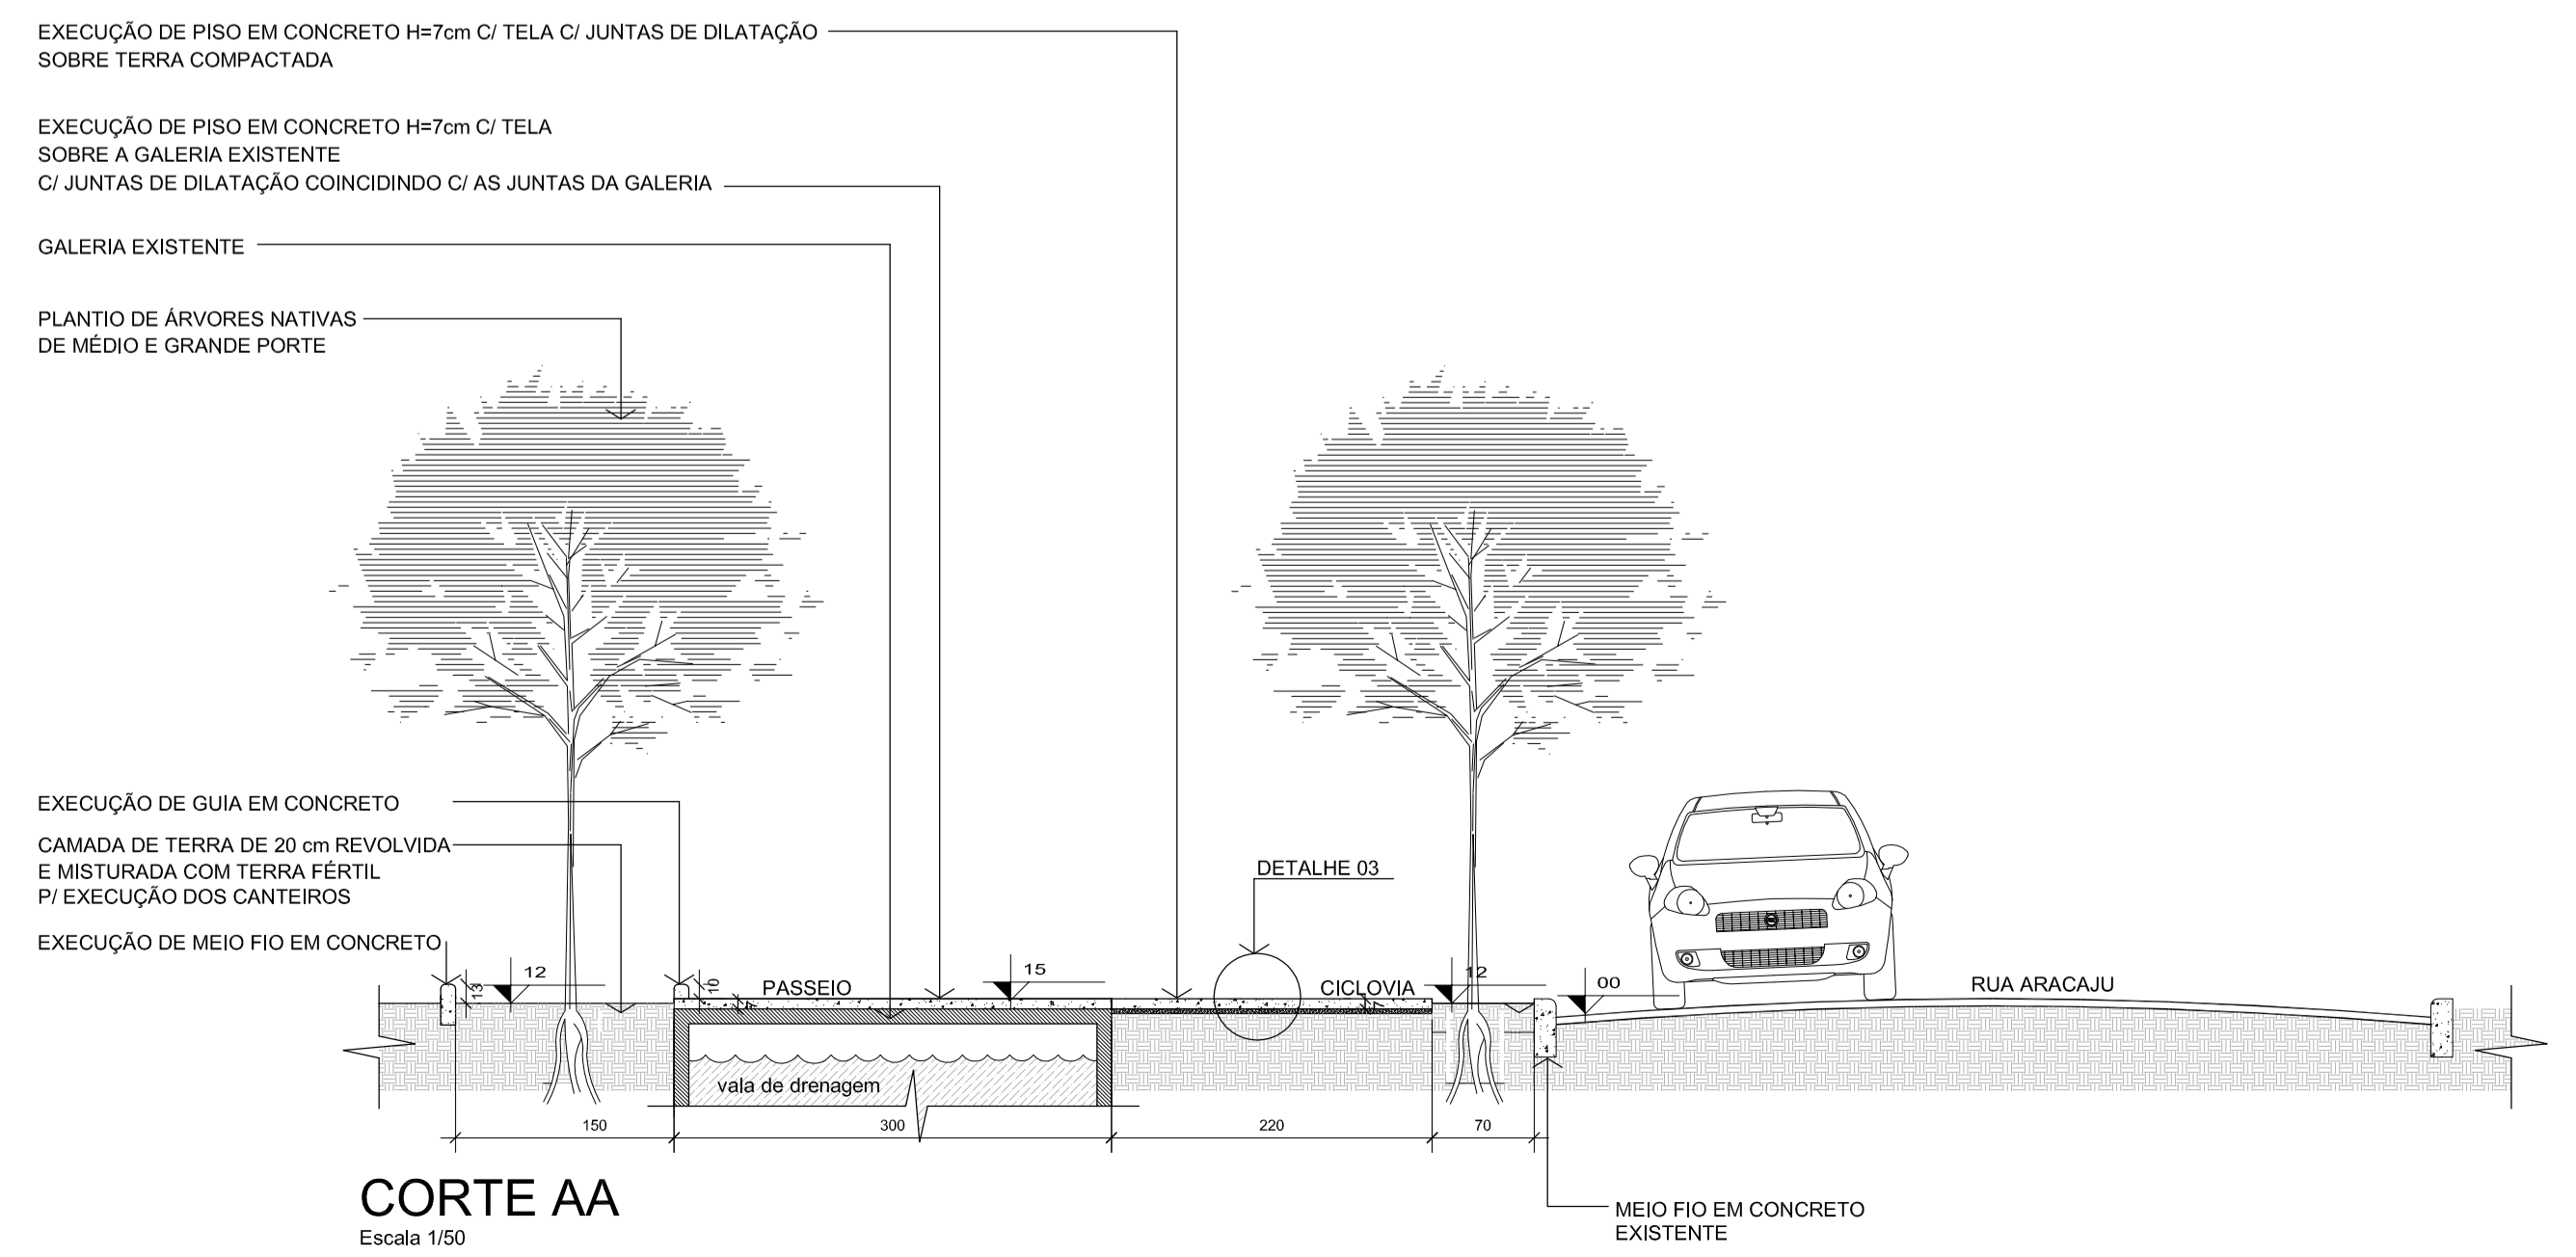 EXECUÇÃO DE PISO EM CONCRETO H=7cm C/ TELA C/ JUNTAS DE DILATAÇÃO
SOBRE TERRA COMPACTADA
EXECUÇÃO DE PISO EM CONCRETO H=7cm C/ TELA
SOBRE A GALERIA EXISTENTE
C/ JUNTAS DE DILATAÇÃO COINCIDINDO C/ AS JUNTAS DA GALERIA
GALERIA EXISTENTE
PLANTIO DE ÁRVORES NATIVAS
DE MÉDIO E GRANDE PORTE
EXECUÇÃO DE GUIA EM CONCRETO
CAMADA DE TERRA DE 20 cm REVOLVIDA
E MISTURADA COM TERRA FÉRTIL
P/ EXECUÇÃO DOS CANTEIROS
EXECUÇÃO DE MEIO FIO EM CONCRETO
DETALHE 03
13
12
10
7
PASSEIO
15
CICLOVIA
7
12
00
RUA ARACAJU
vala de drenagem
150
300
220
70
CORTE AA
Escala 1/50
MEIO FIO EM CONCRETO
EXISTENTE